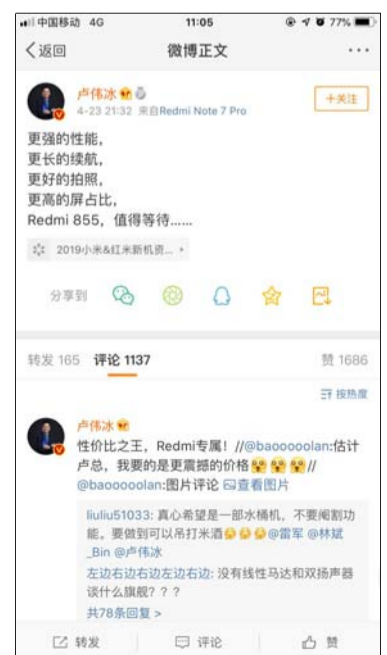 中国移动 4G 11:05 77%
返回 微博正文 ...
卢伟冰
4-23 21:32 来自Redmi Note 7 Pro
+关注
更强的性能，
更长的续航，
更好的拍照，
更高的屏占比，
Redmi 855，值得等待……
2019小米&红米新机资...
分享到
转发 165 评论 1137 赞 1686
按热度
卢伟冰
性价比之王，Redmi专属！//@baooooolan:估计
卢总，我要的是更震撼的价格//
@baooooolan:图片评论 查看图片
liuliu51033: 真心希望是一部水桶机，不要阉割功
能。要做到可以吊打米酒@雷军 @林斌
_Bin @卢伟冰
左边右边右边左边右边: 没有线性马达和双扬声器
谈什么旗舰？？？
共78条回复 >
转发 评论 赞